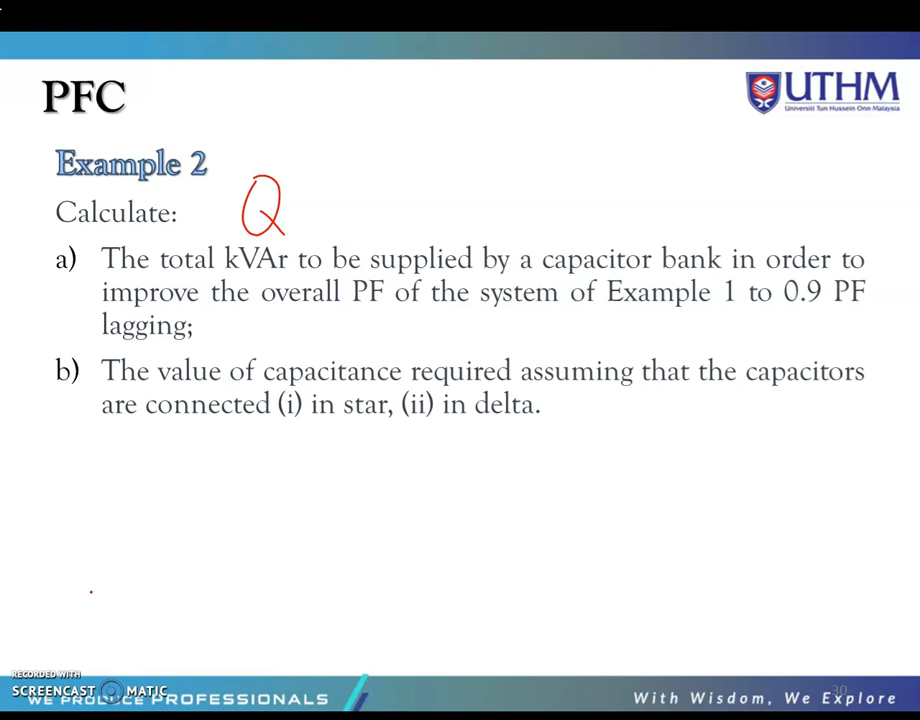 PFC
UTHM
Universiti Tun Hussein Onn Malaysia
Example 2
Calculate:
Q
a) The total kVAr to be supplied by a capacitor bank in order to
improve the overall PF of the system of Example 1 to 0.9 PF
lagging;
b) The value of capacitance required assuming that the capacitors
are connected (i) in star, (ii) in delta.
RECORDED WITH
SCREENCAST MATIC
WE PRODUCE PROFESSIONALS
With Wisdom, We Explore
30